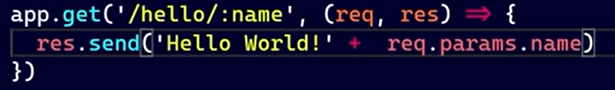 app.get('/hello/:name', (req, res) => {
  res.send('Hello World!' +  req.params.name)
})